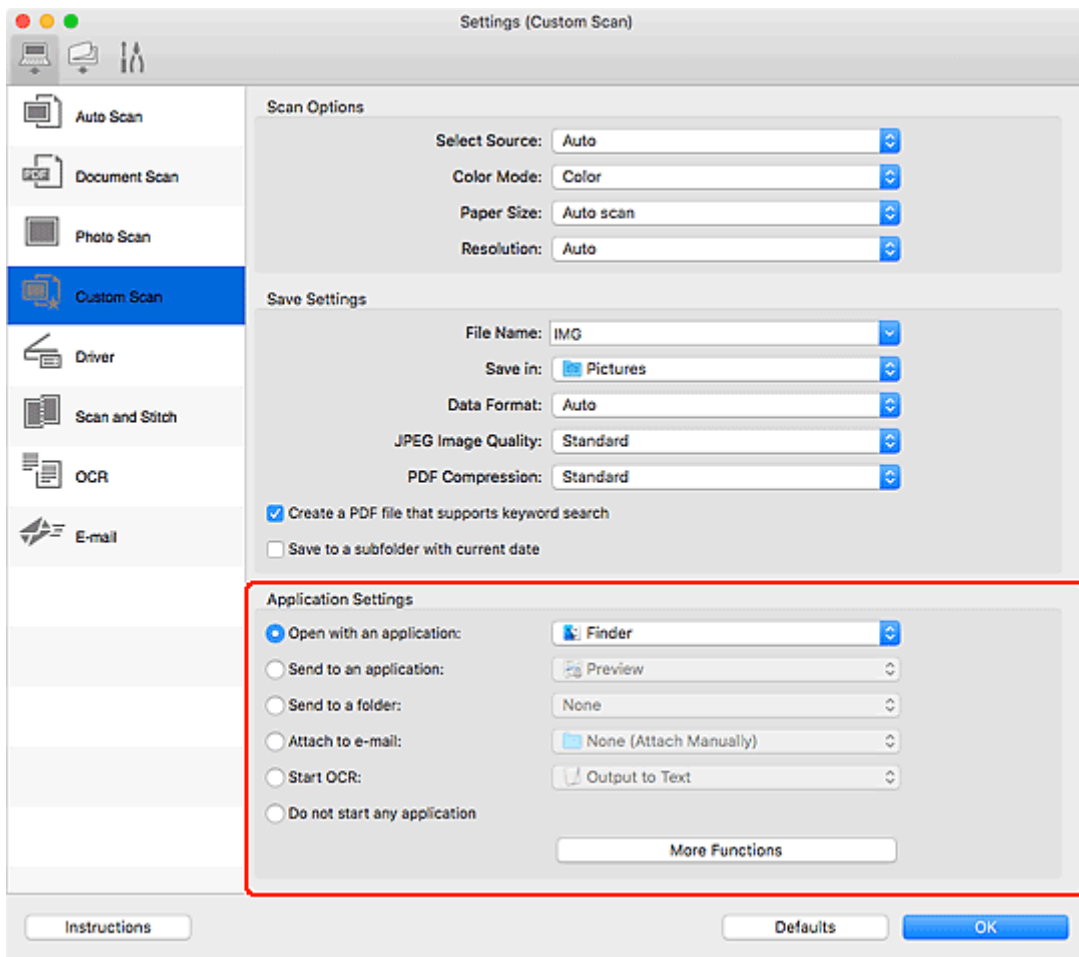 Settings (Custom Scan)
Auto Scan
Document Scan
Photo Scan
Custom Scan
Driver
Scan and Stitch
OCR
E-mail
Scan Options
Select Source: Auto
Color Mode: Color
Paper Size: Auto scan
Resolution: Auto
Save Settings
File Name: IMG
Save in: Pictures
Data Format: Auto
JPEG Image Quality: Standard
PDF Compression: Standard
Create a PDF file that supports keyword search
Save to a subfolder with current date
Application Settings
Open with an application: Finder
Send to an application: Preview
Send to a folder: None
Attach to e-mail: None (Attach Manually)
Start OCR: Output to Text
Do not start any application
More Functions
Instructions
Defaults
OK